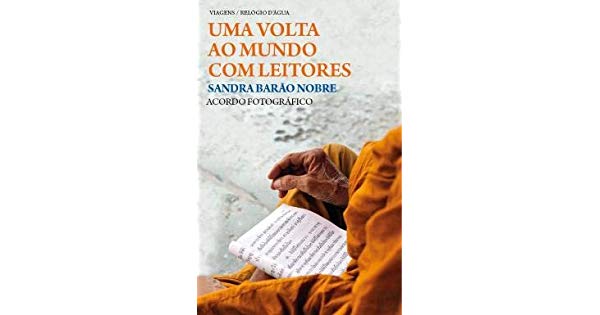 VIAGENS / RELÓGIO D'ÁGUA
UMA VOLTA
AO MUNDO
COM LEITORES
SANDRA BARÃO NOBRE
ACORDO FOTOGRÁFICO